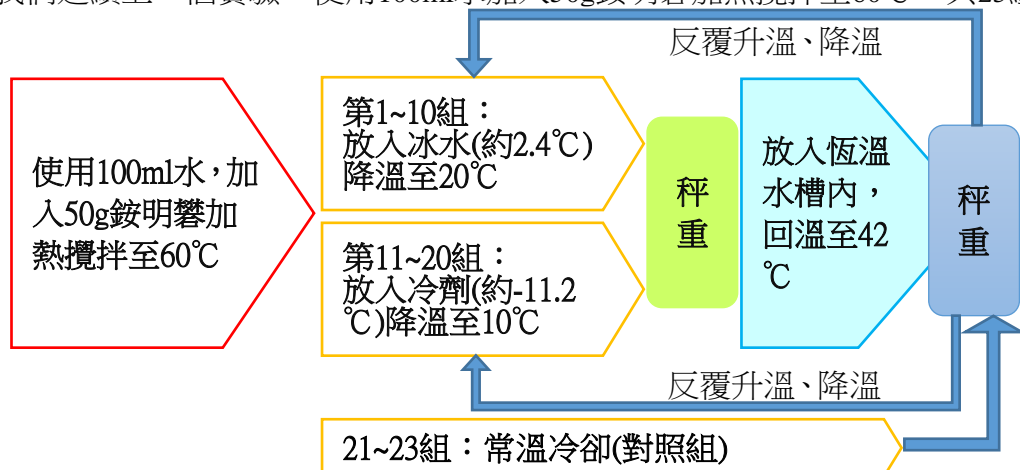 反覆升溫、降溫
使用100ml水，加
入50g銨明礬加
熱攪拌至60℃
第1~10組：
放入冰水(約2.4℃)
降溫至20℃
第11~20組：
放入冷劑(約-11.2
℃)降溫至10℃
秤
重
放入恆溫
水槽內，
回溫至42
℃
秤
重
反覆升溫、降溫
21~23組：常溫冷卻(對照組)